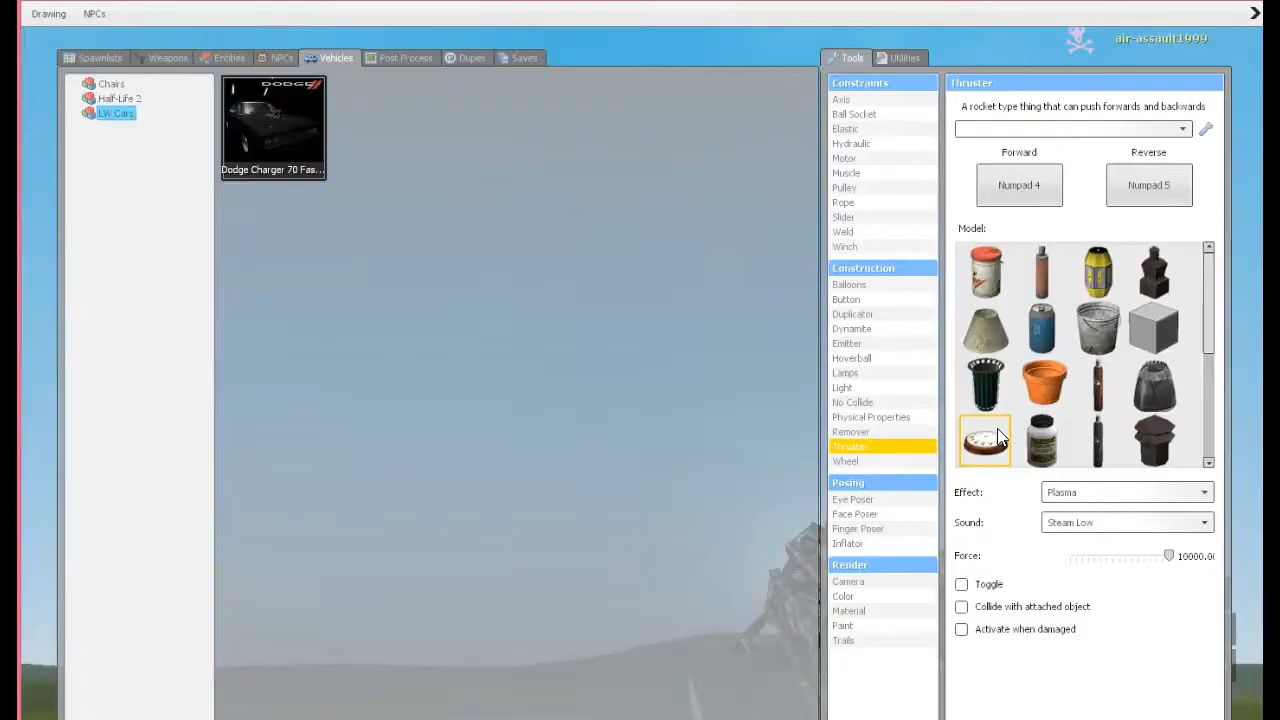 Drawing NPCs
air-assault1999
Spawnlists Weapons Entities NPCs Vehicles Post Process Dupes Saves
Tools Utilities
Chairs
Half-Life 2
LW Cars
DODGE
Dodge Charger 70 Fas...
Constraints
Axis
Ball Socket
Elastic
Hydraulic
Motor
Muscle
Pulley
Rope
Slider
Weld
Winch
Construction
Balloons
Button
Duplicator
Dynamite
Emitter
Hoverball
Lamps
Light
No Collide
Physical Properties
Remover
Thruster
Wheel
Posing
Eye Poser
Face Poser
Finger Poser
Inflator
Render
Camera
Color
Material
Paint
Trails
Thruster
A rocket type thing that can push forwards and backwards
Forward Reverse
Numpad 4 Numpad 5
Model:
Effect: Plasma
Sound: Steam Low
Force: 10000.0
Toggle
Collide with attached object
Activate when damaged